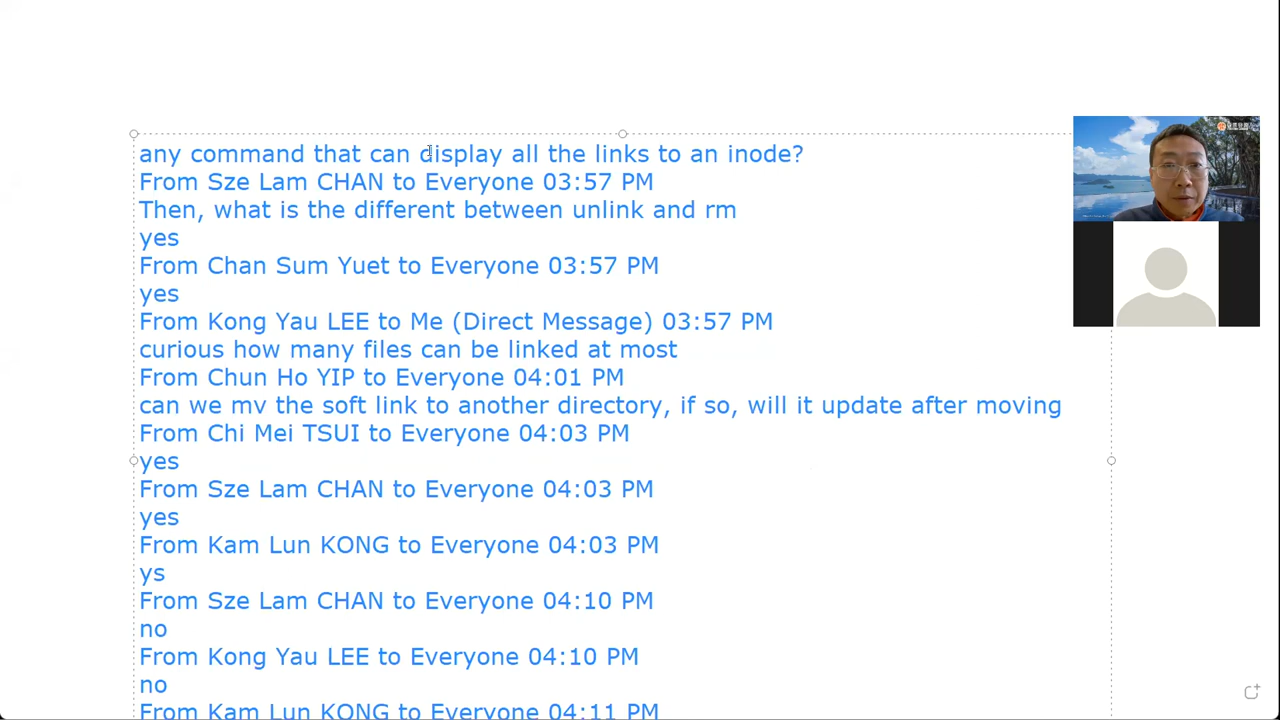 any command that can display all the links to an inode?
From Sze Lam CHAN to Everyone 03:57 PM
Then, what is the different between unlink and rm
yes
From Chan Sum Yuet to Everyone 03:57 PM
yes
From Kong Yau LEE to Me (Direct Message) 03:57 PM
curious how many files can be linked at most
From Chun Ho YIP to Everyone 04:01 PM
can we mv the soft link to another directory, if so, will it update after moving
From Chi Mei TSUI to Everyone 04:03 PM
yes
From Sze Lam CHAN to Everyone 04:03 PM
yes
From Kam Lun KONG to Everyone 04:03 PM
ys
From Sze Lam CHAN to Everyone 04:10 PM
no
From Kong Yau LEE to Everyone 04:10 PM
no
From Kam Lun KONG to Everyone 04:11 PM